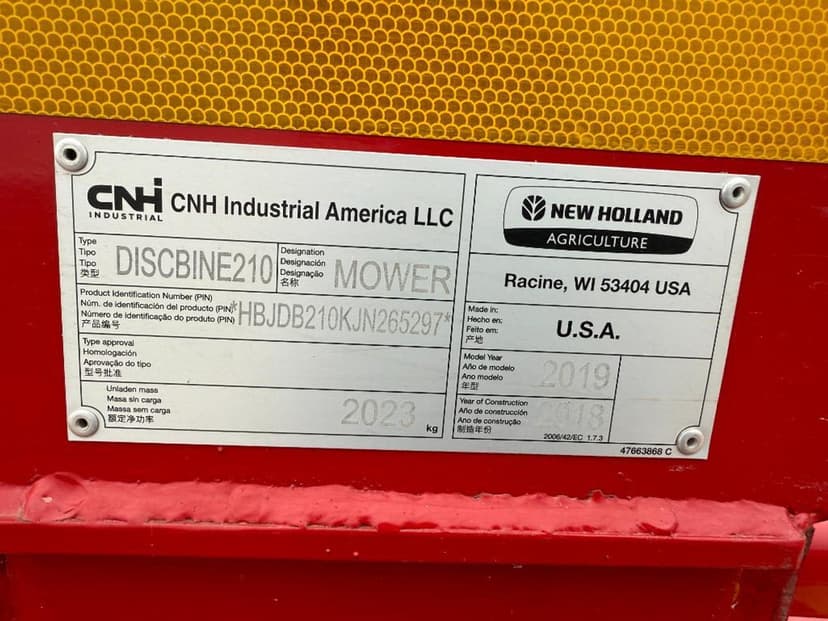 CNH
INDUSTRIAL
CNH Industrial America LLC
Type
Tipo
Tipo
类型
DISCBINE210
Designation
Designación
Designação
名称
MOWER
Product Identification Number (PIN)
Núm. de identificación del producto (PIN)
Número de identificação do produto (PIN)
产品编号
*HBJDB210KJN265297*
Type approval
Homologación
Aprovação do tipo
型号批准
Unladen mass
Masa sin carga
Massa sem carga
额定净功率
2023 kg
NEW HOLLAND
AGRICULTURE
Racine, WI 53404 USA
Made in:
Hecho en:
Feito em:
产地
U.S.A.
Model Year
Año de modelo
Ano modelo
年型
2019
Year of Construction
Año de construcción
Ano de construção
制造年份
2018
2006/42/EC 1.7.3
47663868 C